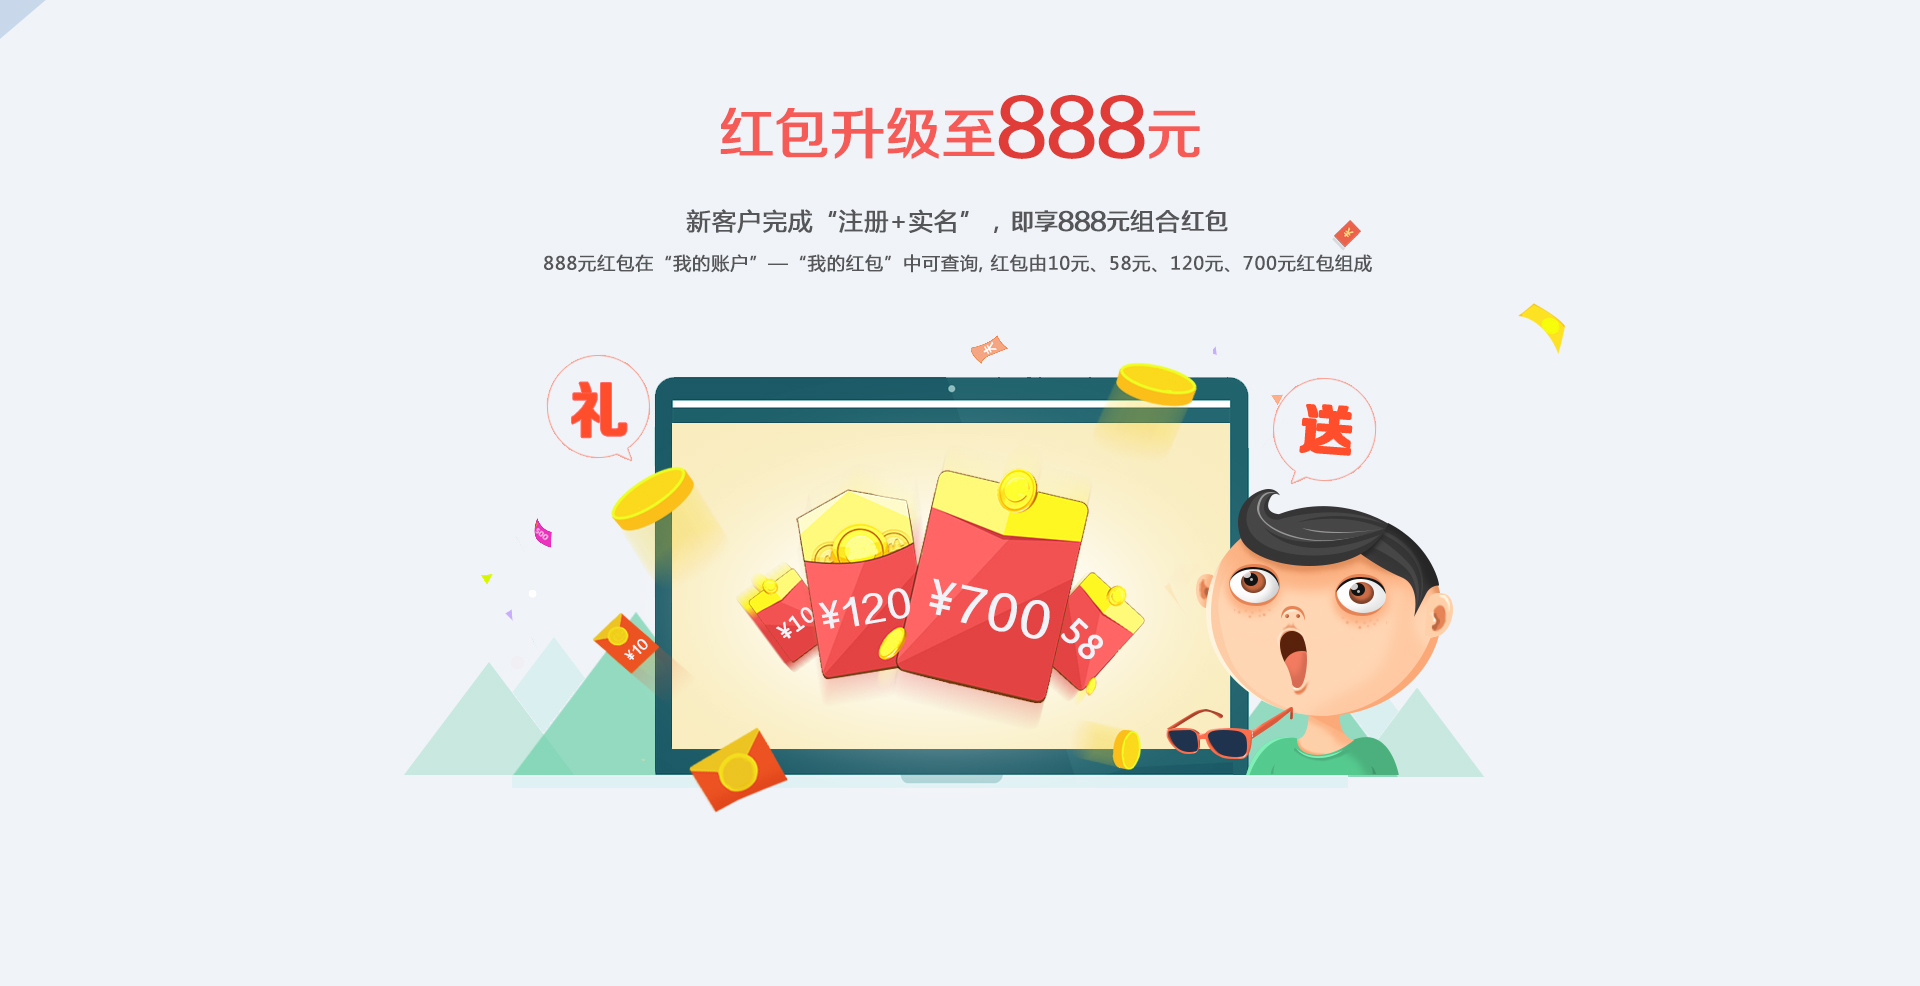 红包升级至888元
新客户完成“注册+实名”，即享888元组合红包
888元红包在“我的账户”—“我的红包”中可查询, 红包由10元、58元、120元、700元红包组成
礼
送
¥10
¥120
¥700
58
¥10
500